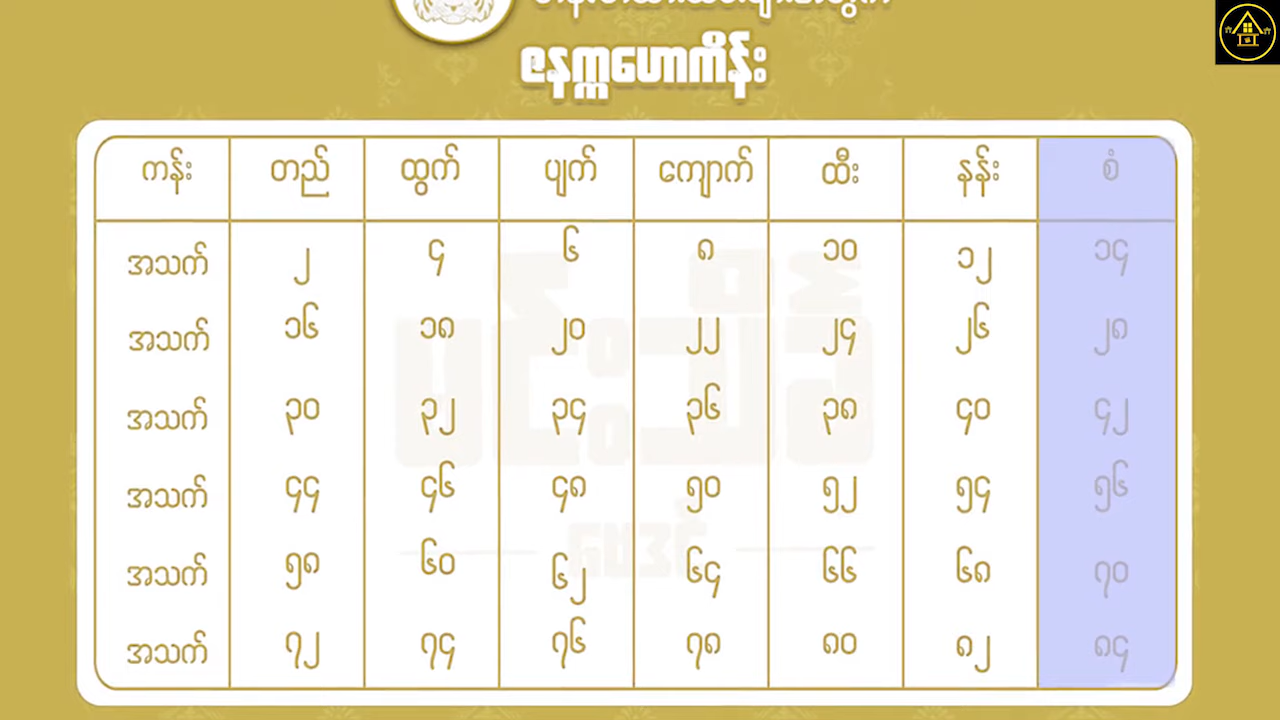 ဇနက္ကဟောကိန်း
ကန်း တည် ထွက် ပျက် ကျောက် ထီး နန်း စံ
အသက် ၂ ၄ ၆ ၈ ၁၀ ၁၂ ၁၄
အသက် ၁၆ ၁၈ ၂၀ ၂၂ ၂၄ ၂၆ ၂၈
အသက် ၃၀ ၃၂ ၃၄ ၃၆ ၃၈ ၄၀ ၄၂
အသက် ၄၄ ၄၆ ၄၈ ၅၀ ၅၂ ၅၄ ၅၆
အသက် ၅၈ ၆၀ ၆၂ ၆၄ ၆၆ ၆၈ ၇၀
အသက် ၇၂ ၇၄ ၇၆ ၇၈ ၈၀ ၈၂ ၈၄